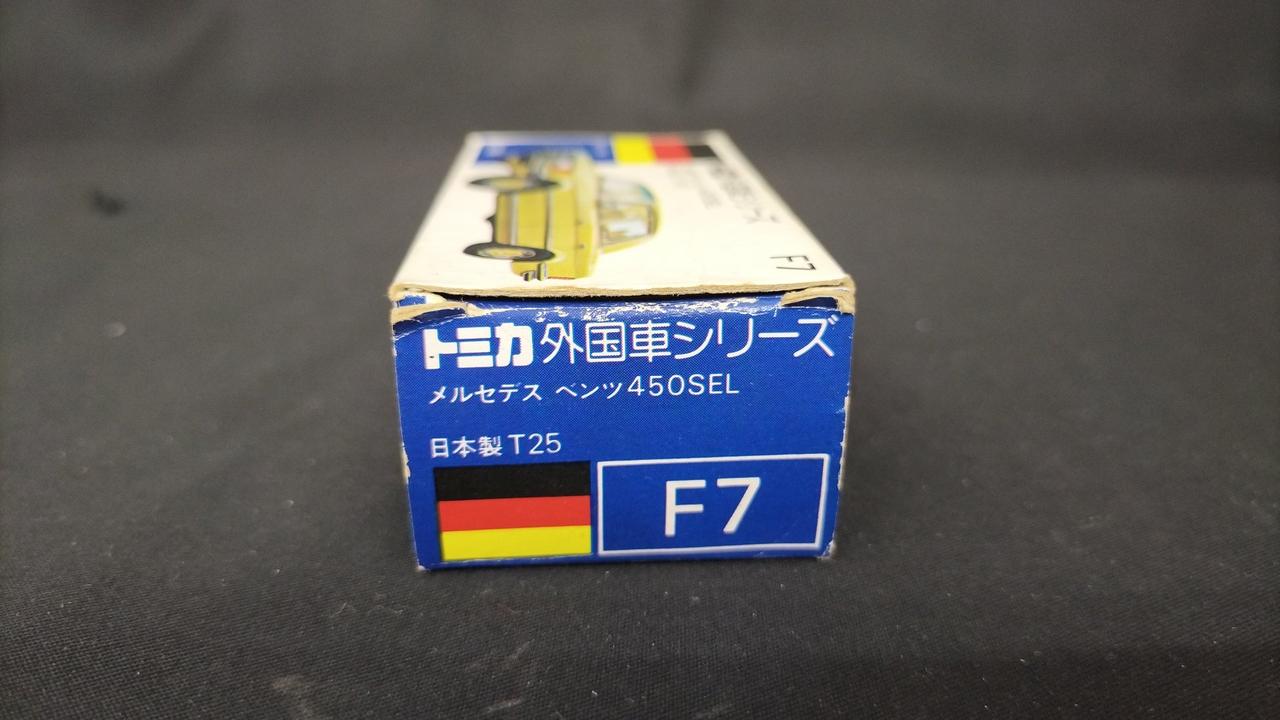 F7
トミカ外国車シリーズ
メルセデス ベンツ450SEL
日本製 T25
F7